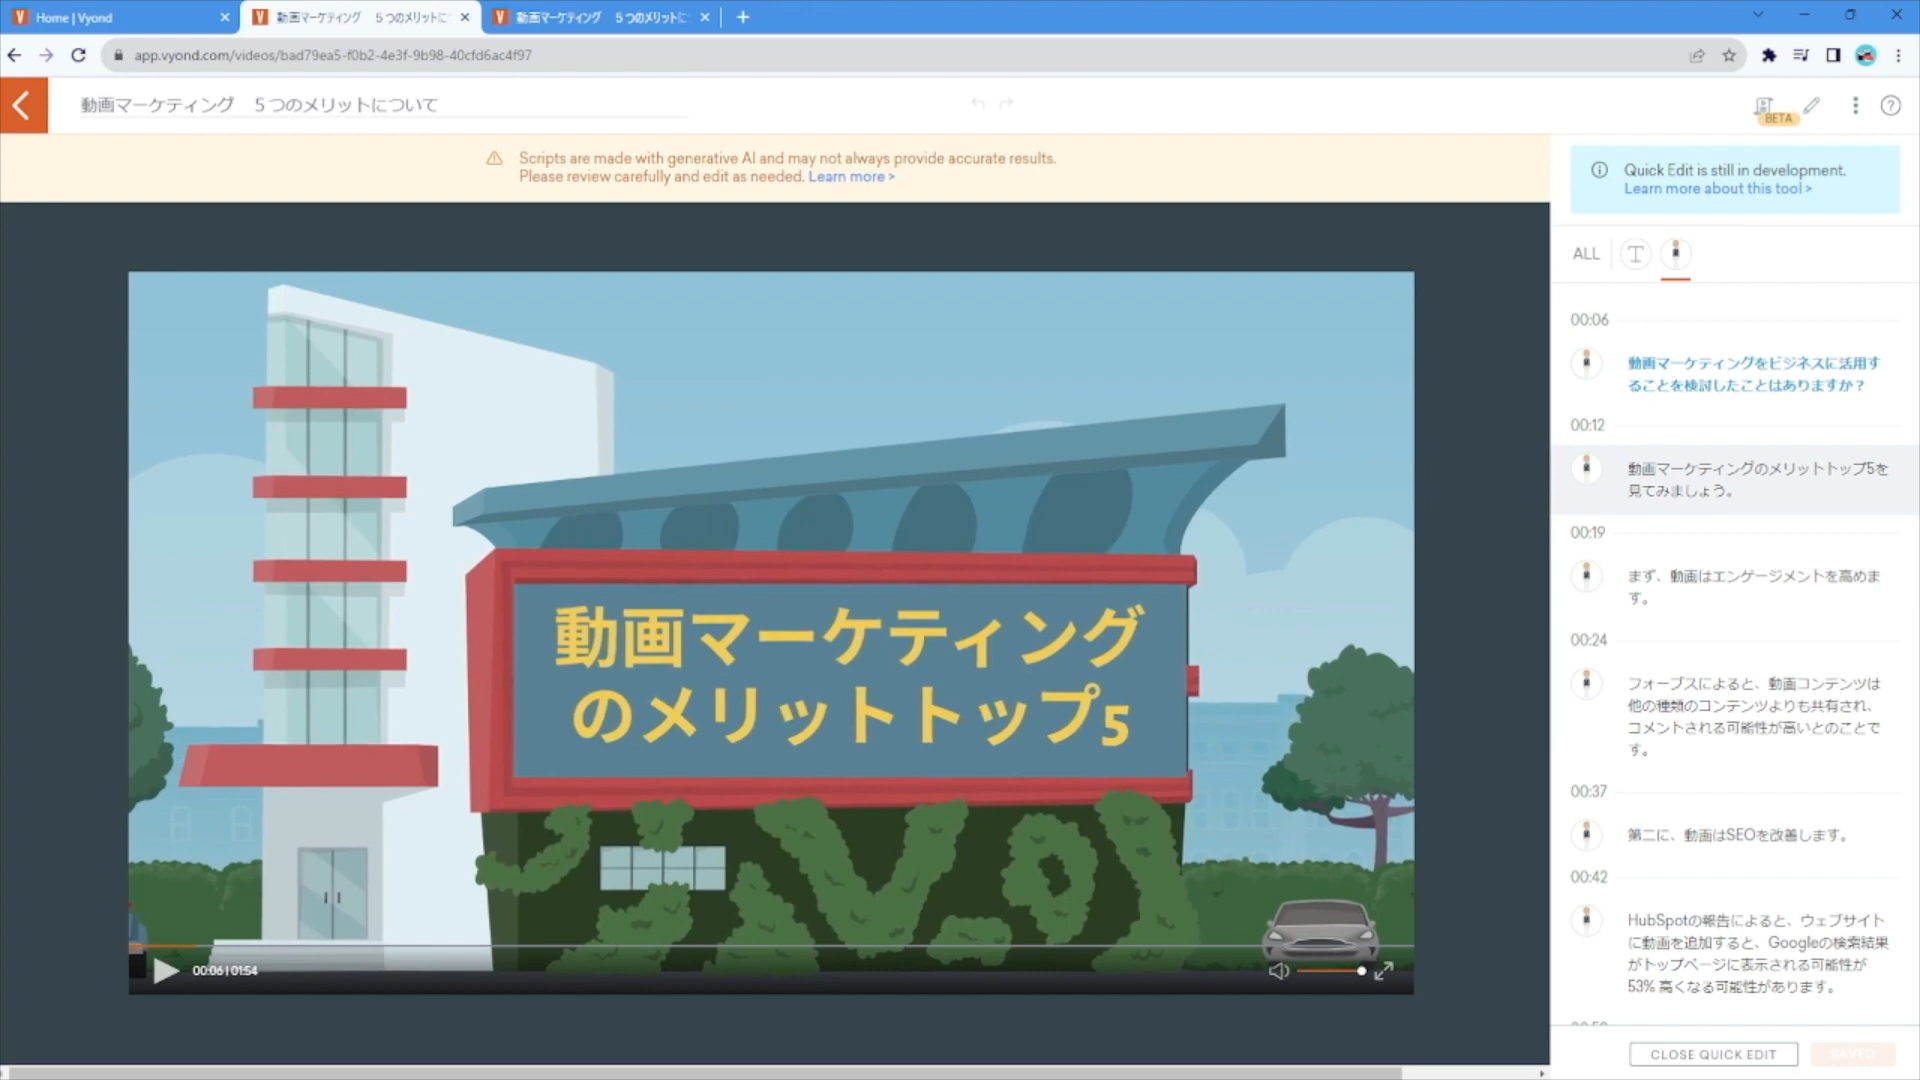 Home | Vyond
動画マーケティング 5つのメリットに
動画マーケティング 5つのメリットに
app.vyond.com/videos/bad79ea5-f0b2-4e3f-9b98-40cfd6ac4f97
動画マーケティング 5つのメリットについて
BETA
Scripts are made with generative AI and may not always provide accurate results.
Please review carefully and edit as needed. Learn more >
Quick Edit is still in development.
Learn more about this tool >
ALL
T
00:06
動画マーケティングをビジネスに活用す
ることを検討したことはありますか?
00:12
動画マーケティングのメリットトップ5を
見てみましょう。
00:19
まず、動画はエンゲージメントを高めま
す。
00:24
フォーブスによると、動画コンテンツは
他の種類のコンテンツよりも共有され、
コメントされる可能性が高いとのことで
す。
00:37
第二に、動画はSEOを改善します。
00:42
HubSpotの報告によると、ウェブサイト
に動画を追加すると、Googleの検索結果
がトップページに表示される可能性が
53% 高くなる可能性があります。
動画マーケティング
のメリットトップ5
00:06 | 01:54
CLOSE QUICK EDIT
SAVED